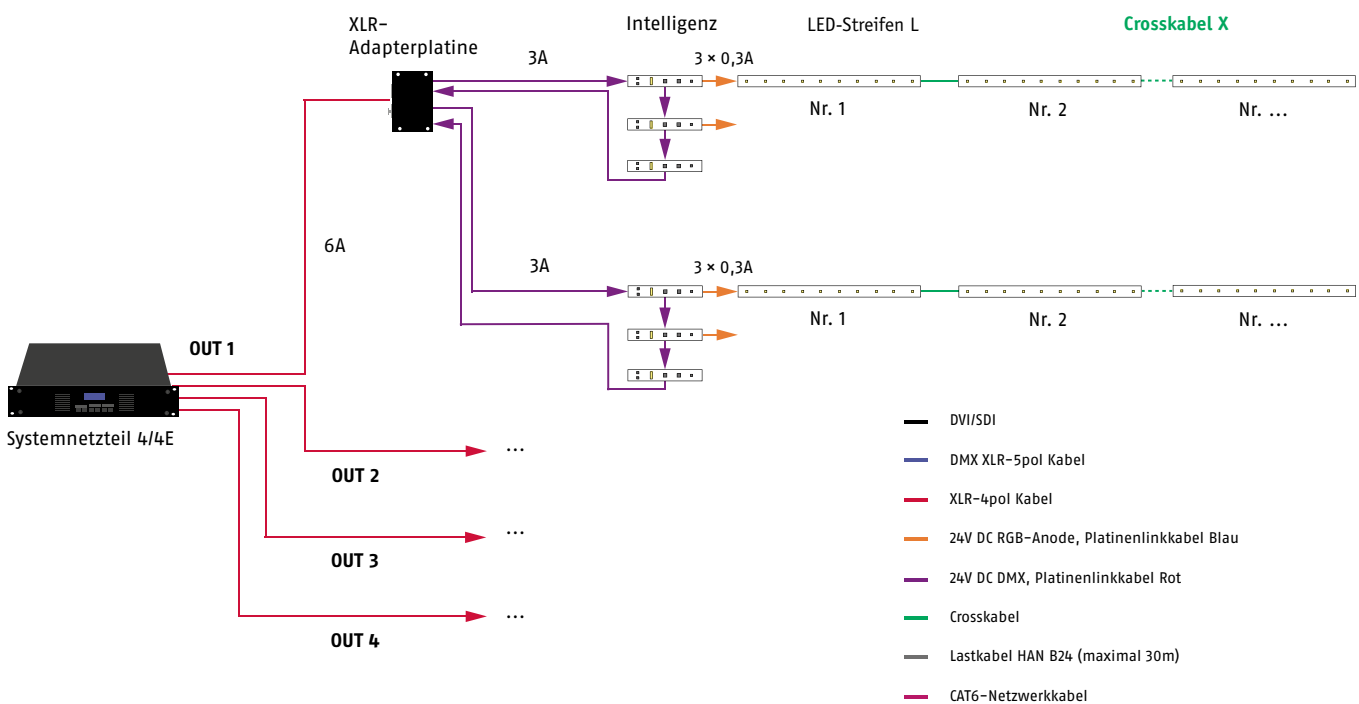 XLR-
Adapterplatine
Intelligenz
LED-Streifen L
Crosskabel X
3A
3 × 0,3A
Nr. 1
Nr. 2
Nr. ...
6A
3A
3 × 0,3A
Nr. 1
Nr. 2
Nr. ...
OUT 1
Systemnetzteil 4/4E
...
OUT 2
...
OUT 3
...
OUT 4
DVI/SDI
DMX XLR-5pol Kabel
XLR-4pol Kabel
24V DC RGB-Anode, Platinenlinkkabel Blau
24V DC DMX, Platinenlinkkabel Rot
Crosskabel
Lastkabel HAN B24 (maximal 30m)
CAT6-Netzwerkkabel